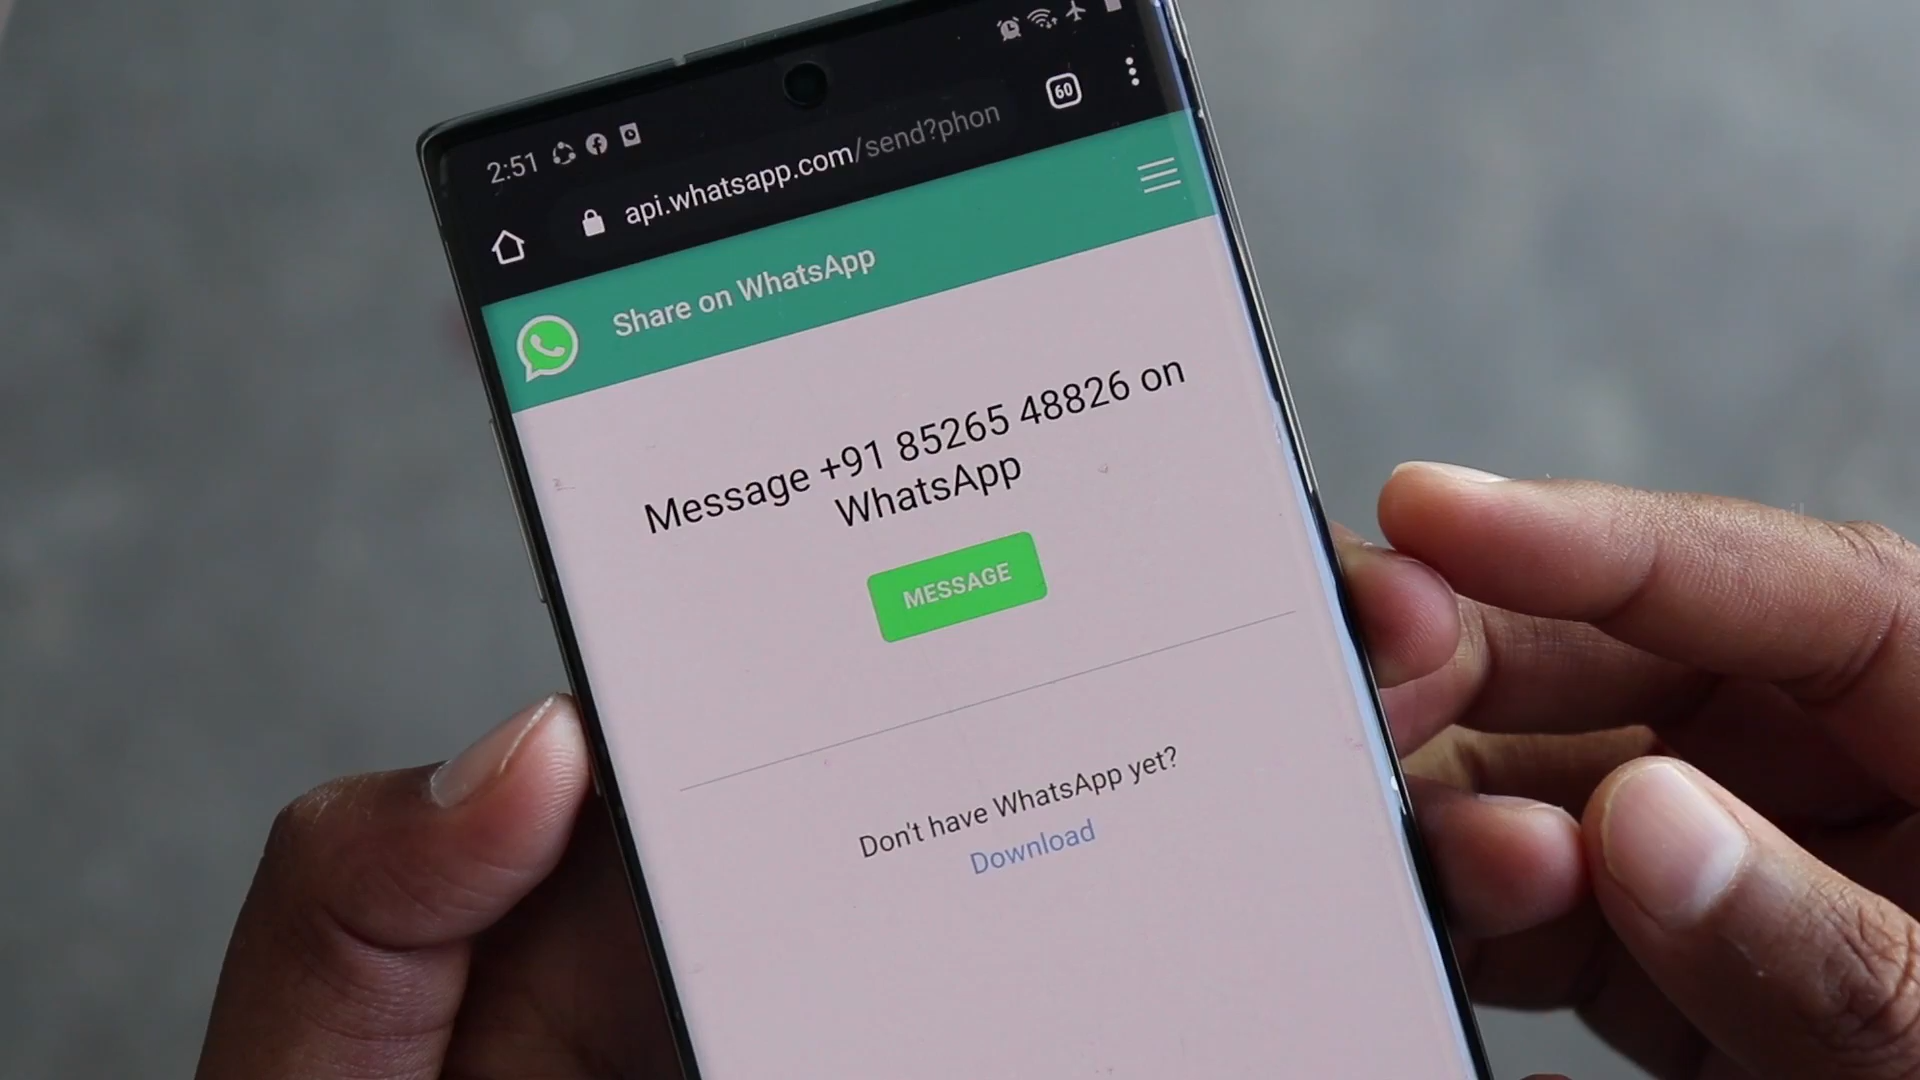 2:51
60
api.whatsapp.com/send?phon
Share on WhatsApp
Message +91 85265 48826 on
WhatsApp
MESSAGE
Don't have WhatsApp yet?
Download